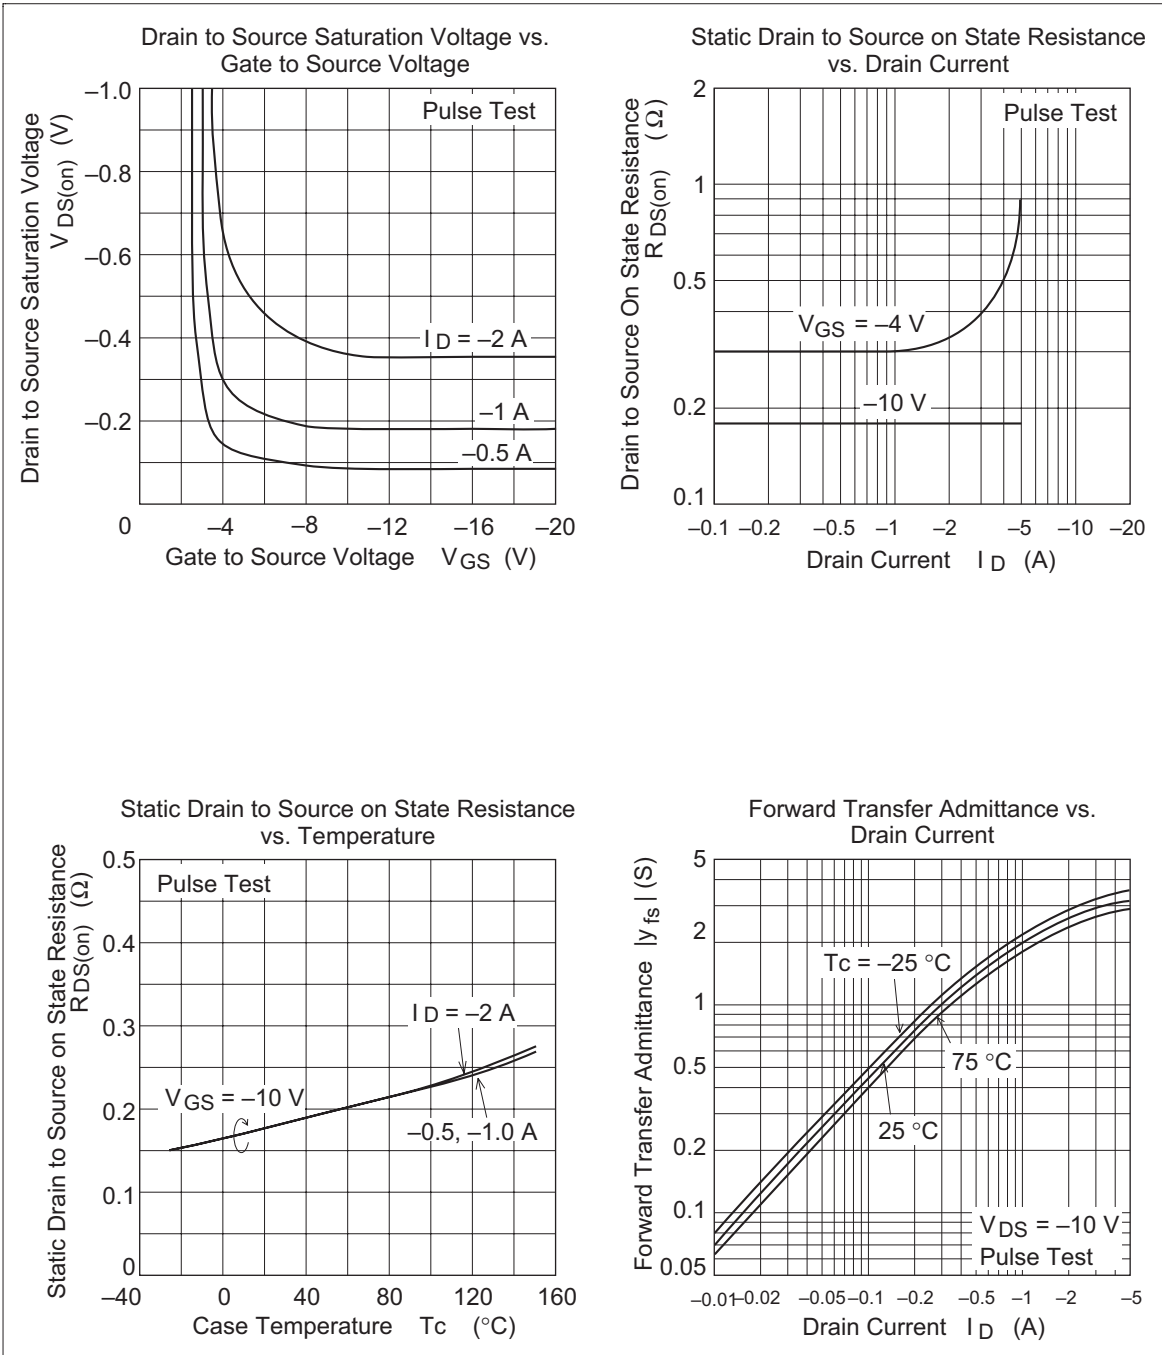 Drain to Source Saturation Voltage vs.
Gate to Source Voltage
Drain to Source Saturation Voltage
V DS(on) (V)
–1.0
–0.8
–0.6
–0.4
–0.2
0
Pulse Test
I D = –2 A
–1 A
–0.5 A
–4 –8 –12 –16 –20
Gate to Source Voltage V GS (V)
Static Drain to Source on State Resistance
vs. Drain Current
Drain to Source On State Resistance
R DS(on) (Ω)
2
1
0.5
0.2
0.1
Pulse Test
V GS = –4 V
–10 V
–0.1 –0.2 –0.5 –1 –2 –5 –10 –20
Drain Current I D (A)
Static Drain to Source on State Resistance
vs. Temperature
Static Drain to Source on State Resistance
R DS(on) (Ω)
0.5
0.4
0.3
0.2
0.1
0
Pulse Test
I D = –2 A
V GS = –10 V
–0.5, –1.0 A
–40 0 40 80 120 160
Case Temperature Tc (°C)
Forward Transfer Admittance vs.
Drain Current
Forward Transfer Admittance |y fs | (S)
5
2
1
0.5
0.2
0.1
0.05
Tc = –25 °C
75 °C
25 °C
V DS = –10 V
Pulse Test
–0.01 –0.02 –0.05 –0.1 –0.2 –0.5 –1 –2 –5
Drain Current I D (A)